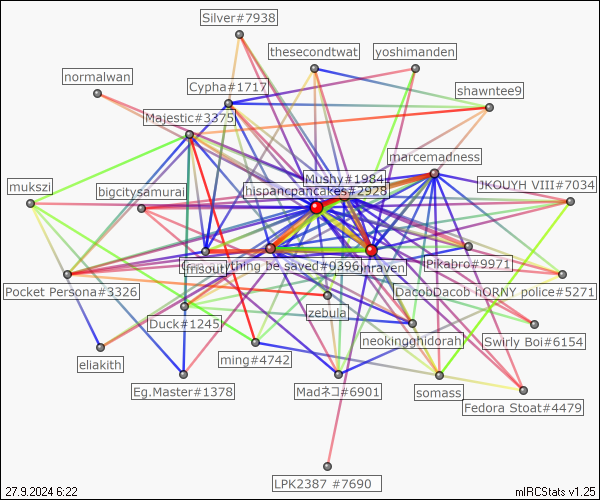 Silver#7938
thesecondtwat
yoshimanden
normalwan
Cypha#1717
shawntee9
Majestic#3375
marcemadness
Mushy#1984
mukszi
bigcitysamurai
hispancpancakes#2928
JKOUYH VIII#7034
frisout
ything be saved#0396
nraven
Pikabro#9971
Pocket Persona#3326
DacobDacob
hORNY police#5271
zebula
Duck#1245
neokingghidorah
Swirly Boi#6154
eliakith
ming#4742
Eg.Master#1378
Madネコ#6901
somass
Fedora Stoat#4479
LPK2387 #7690
27.9.2024 6:22
mIRCStats v1.25